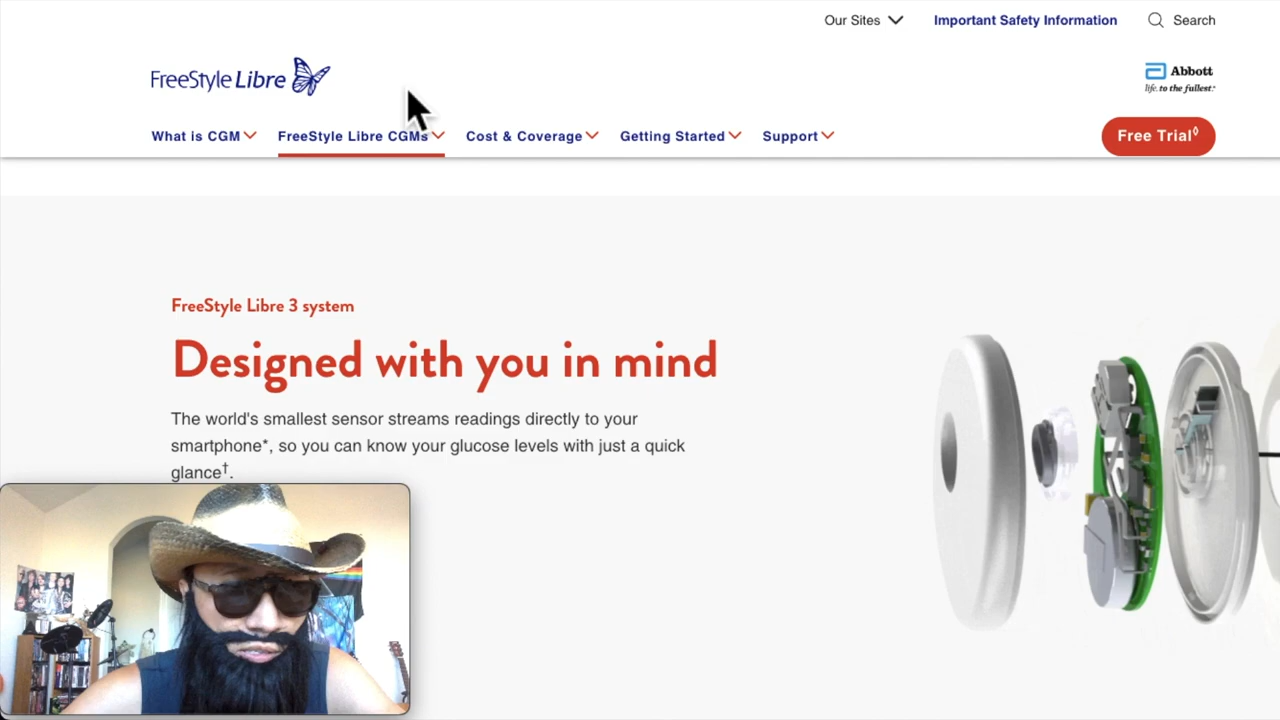 Our Sites
Important Safety Information
Search
FreeStyle Libre
Abbott
life. to the fullest.®
What is CGM
FreeStyle Libre CGMs
Cost & Coverage
Getting Started
Support
Free Trial◊
FreeStyle Libre 3 system
Designed with you in mind
The world's smallest sensor streams readings directly to your
smartphone*, so you can know your glucose levels with just a quick
glance†.